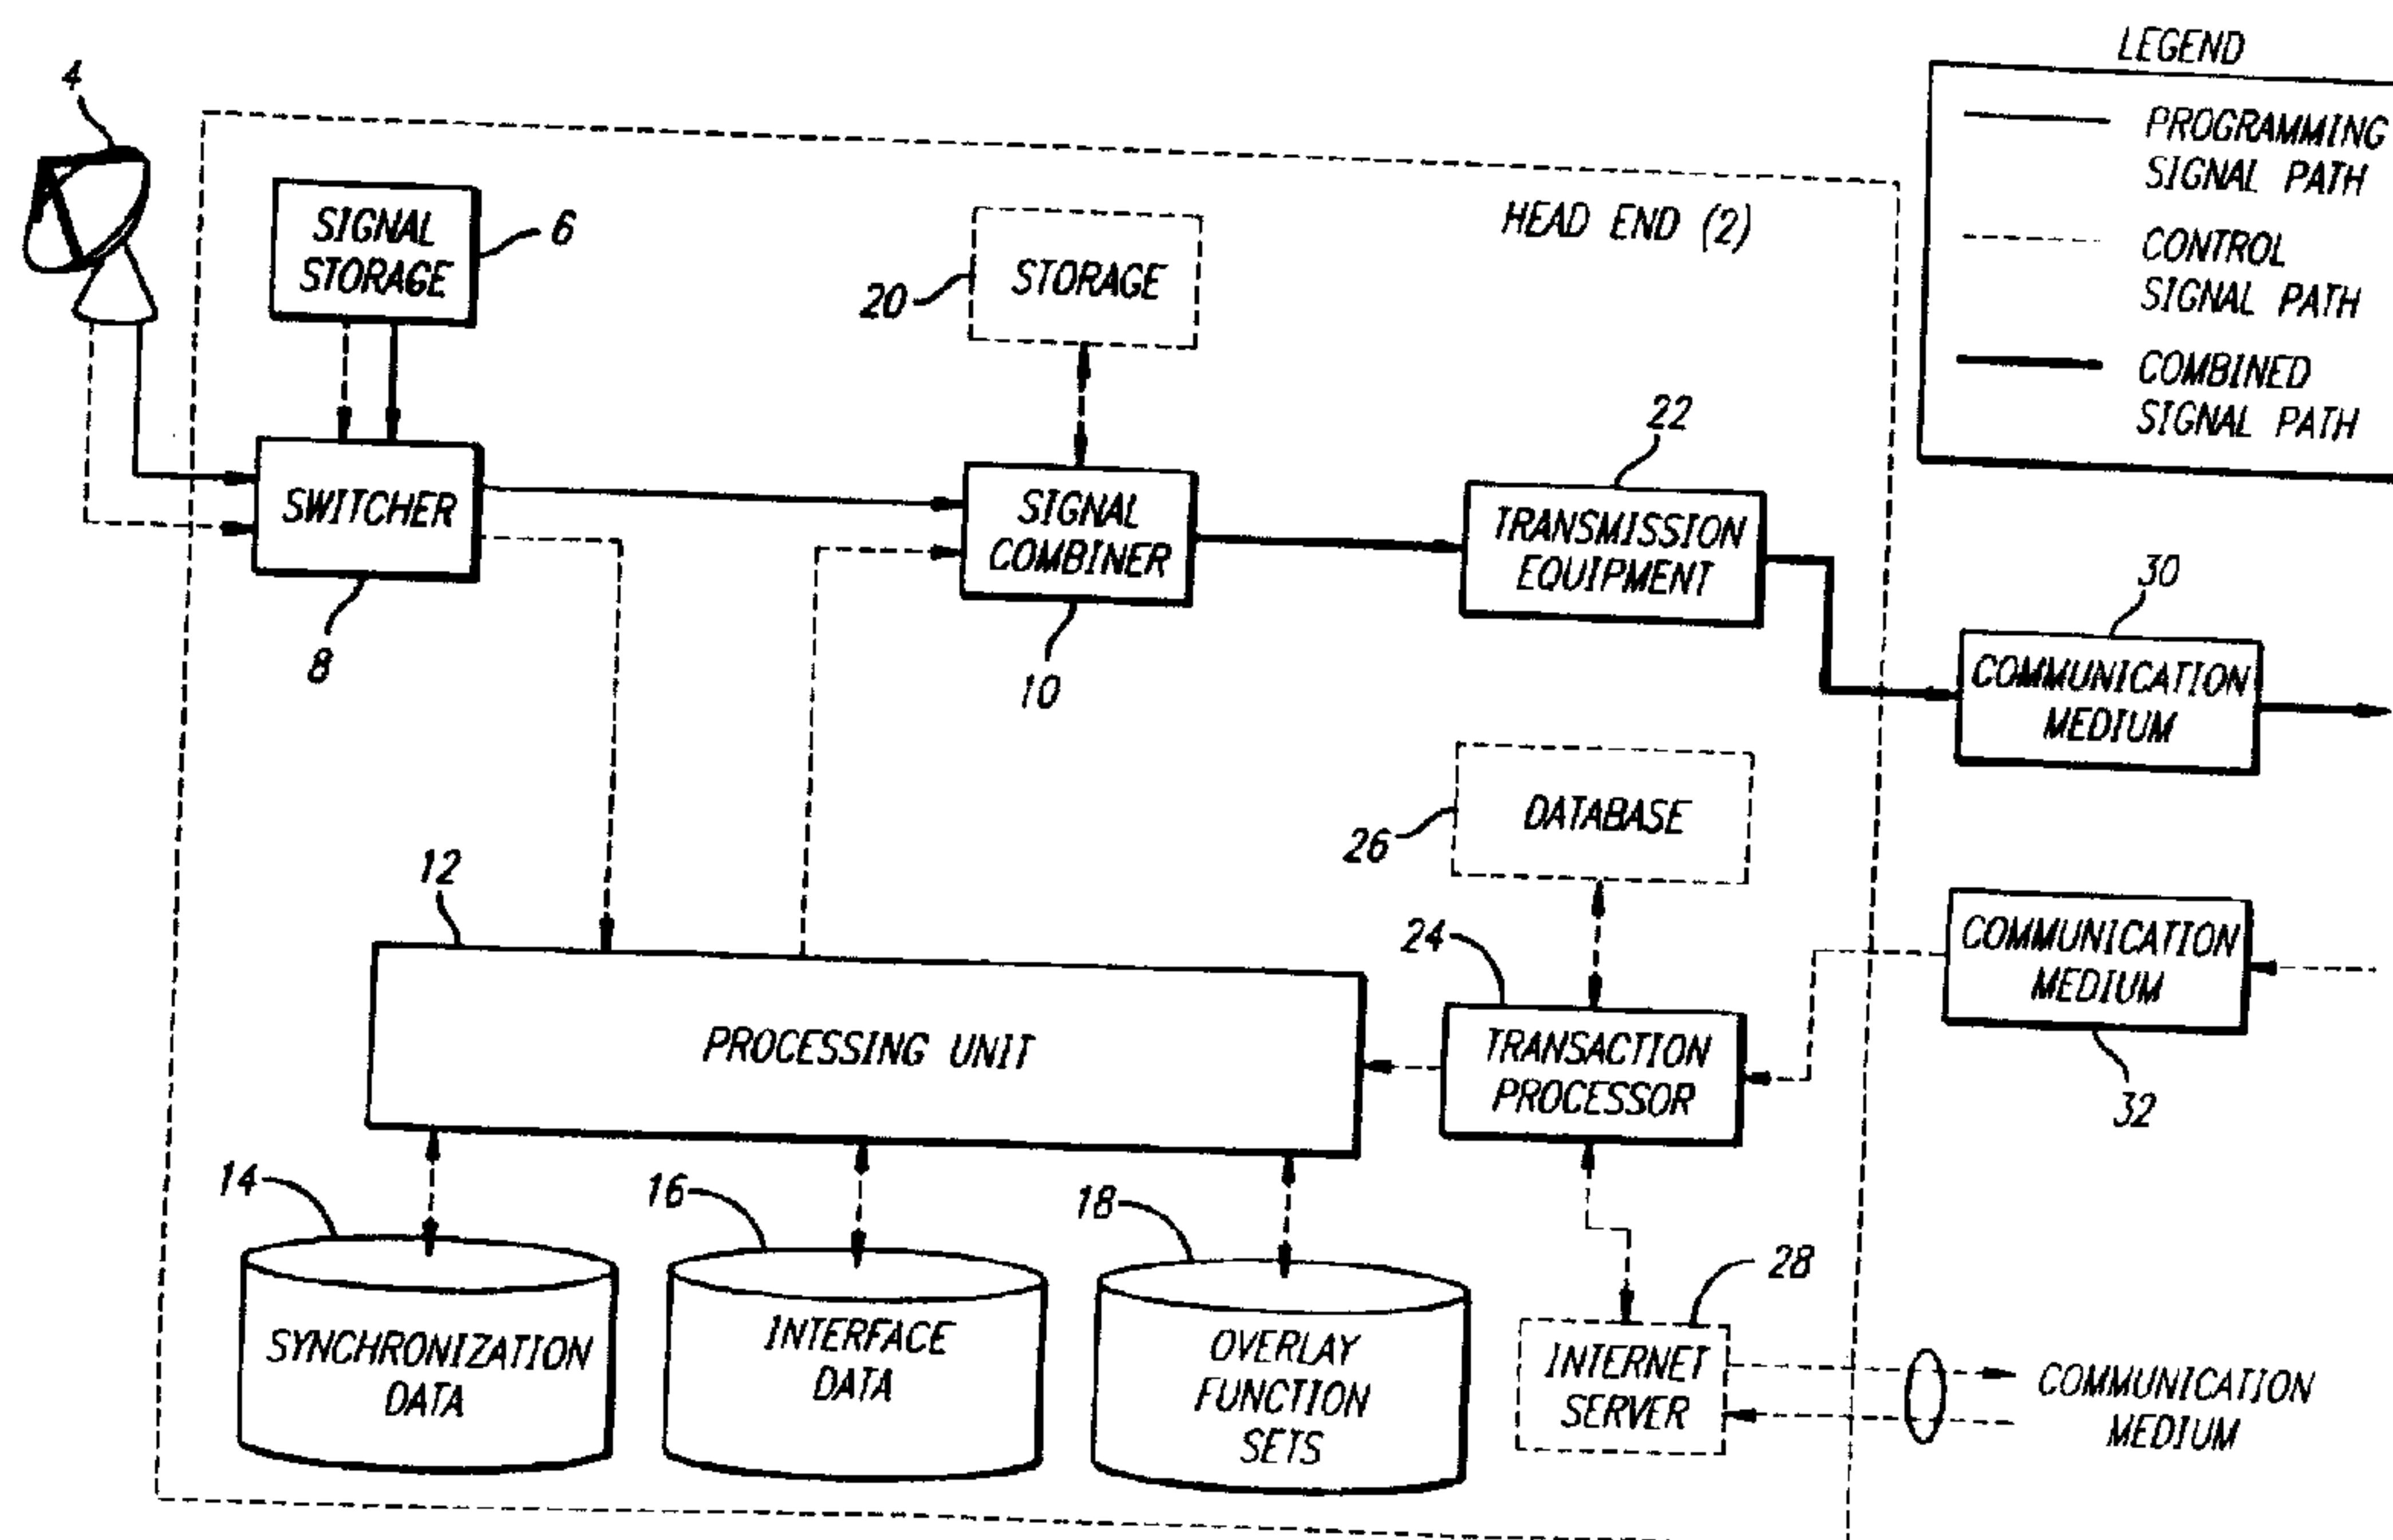 LEGEND
PROGRAMMING
SIGNAL PATH
CONTROL
SIGNAL PATH
COMBINED
SIGNAL PATH
4
HEAD END (2)
SIGNAL
STORAGE
6
STORAGE
20
SWITCHER
8
SIGNAL
COMBINER
10
22
TRANSMISSION
EQUIPMENT
30
COMMUNICATION
MEDIUM
DATABASE
26
12
PROCESSING UNIT
24
TRANSACTION
PROCESSOR
COMMUNICATION
MEDIUM
32
14
SYNCHRONIZATION
DATA
16
INTERFACE
DATA
18
OVERLAY
FUNCTION
SETS
28
INTERNET
SERVER
COMMUNICATION
MEDIUM